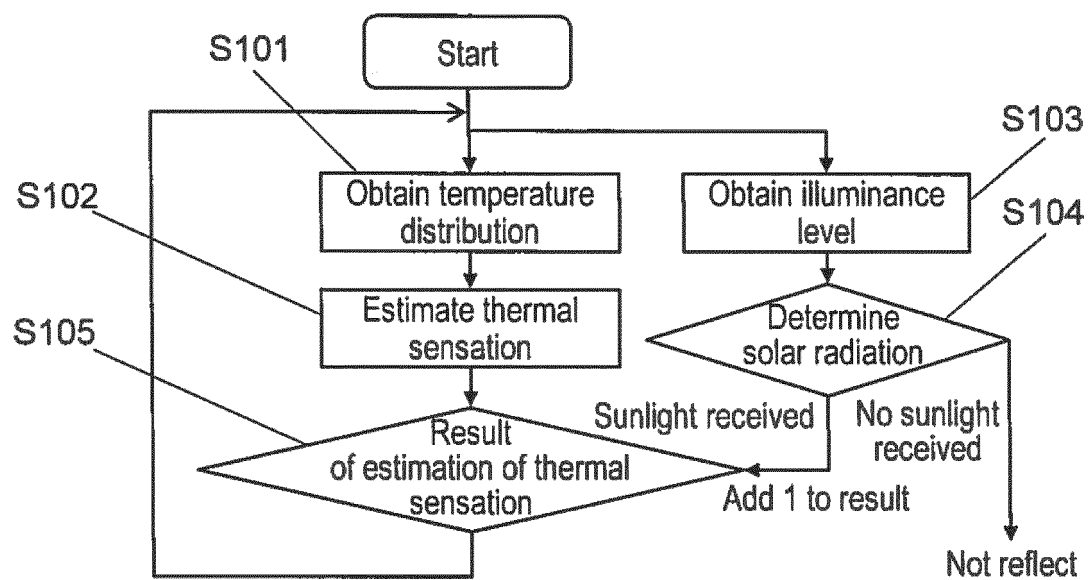 Start
S101
S103
S102
Obtain temperature
distribution
Obtain illuminance
level
S104
Estimate thermal
sensation
Determine
solar radiation
S105
Sunlight received
No sunlight
received
Result
of estimation of thermal
sensation
Add 1 to result
Not reflect